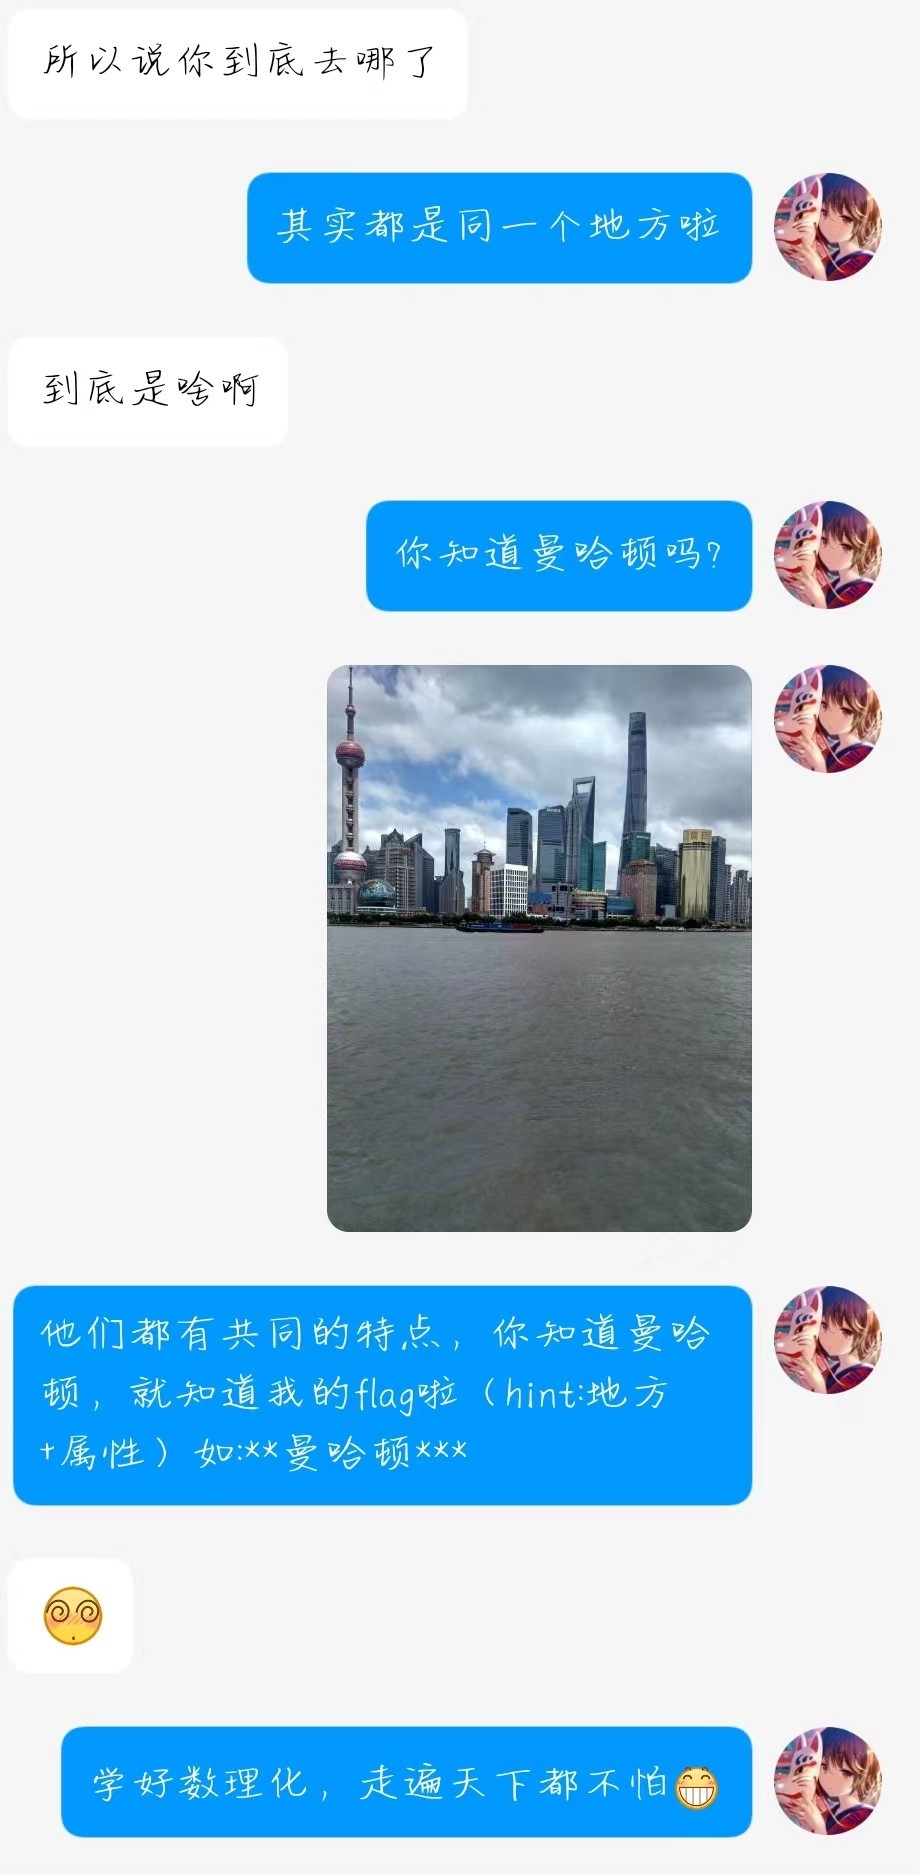 所以说你到底去哪了
其实都是同一个地方啦
到底是啥啊
你知道曼哈顿吗?
他们都有共同的特点，你知道曼哈
顿，就知道我的flag啦（hint:地方
+属性）如:**曼哈顿***
学好数理化，走遍天下都不怕